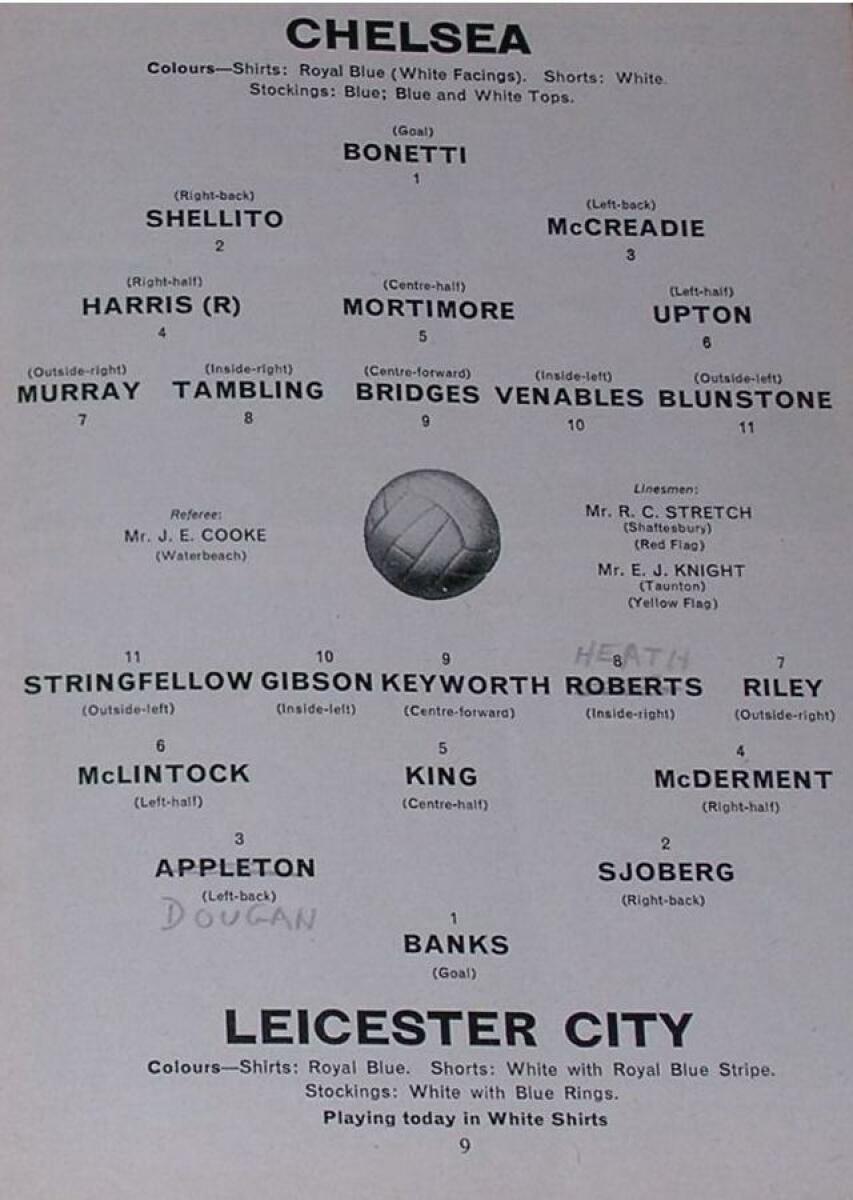 CHELSEA
Colours—Shirts: Royal Blue (White Facings). Shorts: White.
Stockings: Blue; Blue and White Tops.
(Goal)
BONETTI
1
(Right-back) (Left-back)
SHELLITO McCREADIE
2 3
(Right-half) (Centre-half) (Left-half)
HARRIS (R) MORTIMORE UPTON
4 5 6
(Outside-right) (Inside-right) (Centre-forward) (Inside-left) (Outside-left)
MURRAY TAMBLING BRIDGES VENABLES BLUNSTONE
7 8 9 10 11
Referee:
Mr. J. E. COOKE
(Waterbeach)
Linesmen:
Mr. R. C. STRETCH
(Shaftesbury)
(Red Flag)
Mr. E. J. KNIGHT
(Taunton)
(Yellow Flag)
HEATH
11 10 9 8 7
STRINGFELLOW GIBSON KEYWORTH ROBERTS RILEY
(Outside-left) (Inside-left) (Centre-forward) (Inside-right) (Outside-right)
6 5 4
McLINTOCK KING McDERMENT
(Left-half) (Centre-half) (Right-half)
3 2
APPLETON SJOBERG
(Left-back) (Right-back)
DOUGAN
1
BANKS
(Goal)
LEICESTER CITY
Colours—Shirts: Royal Blue. Shorts: White with Royal Blue Stripe.
Stockings: White with Blue Rings.
Playing today in White Shirts
9